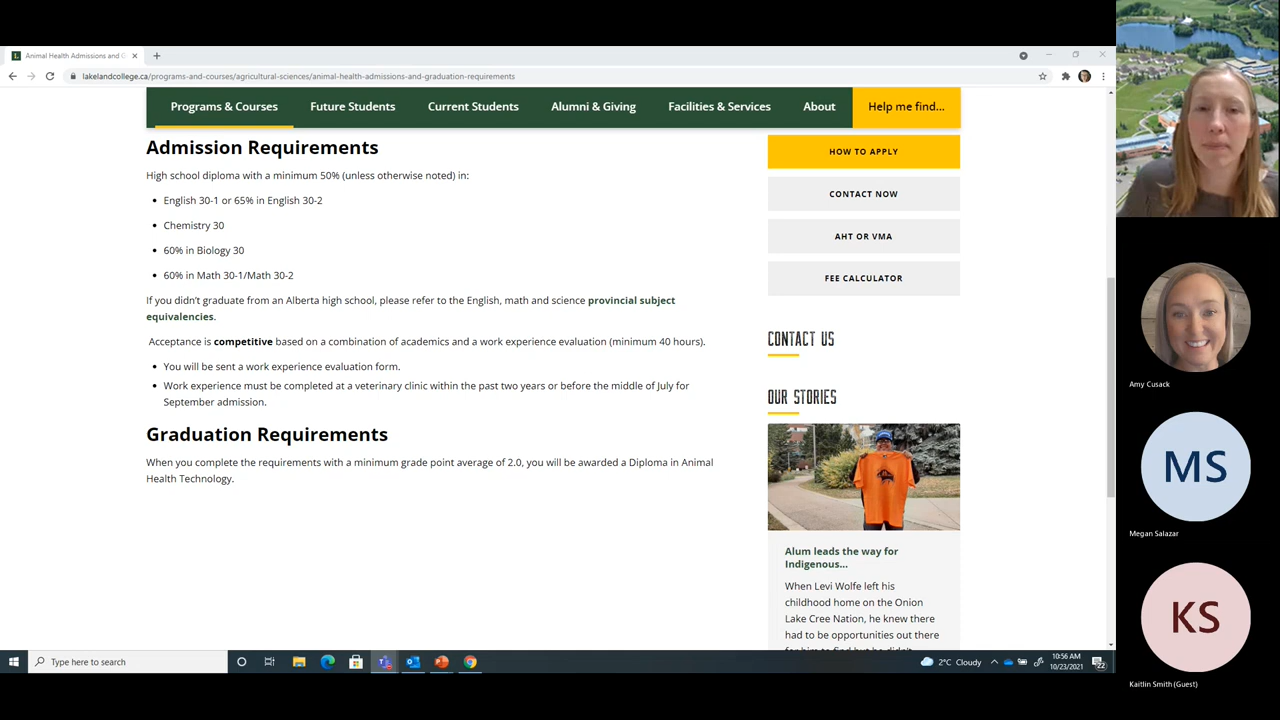 Animal Health Admissions and G
lakelandcollege.ca/programs-and-courses/agricultural-sciences/animal-health-admissions-and-graduation-requirements
Programs & Courses
Future Students
Current Students
Alumni & Giving
Facilities & Services
About
Help me find...
Admission Requirements
High school diploma with a minimum 50% (unless otherwise noted) in:
• English 30-1 or 65% in English 30-2
• Chemistry 30
• 60% in Biology 30
• 60% in Math 30-1/Math 30-2
If you didn't graduate from an Alberta high school, please refer to the English, math and science provincial subject
equivalencies.
Acceptance is competitive based on a combination of academics and a work experience evaluation (minimum 40 hours).
• You will be sent a work experience evaluation form.
• Work experience must be completed at a veterinary clinic within the past two years or before the middle of July for
September admission.
Graduation Requirements
When you complete the requirements with a minimum grade point average of 2.0, you will be awarded a Diploma in Animal
Health Technology.
HOW TO APPLY
CONTACT NOW
AHT OR VMA
FEE CALCULATOR
CONTACT US
OUR STORIES
Alum leads the way for
Indigenous...
When Levi Wolfe left his
childhood home on the Onion
Lake Cree Nation, he knew there
had to be opportunities out there
for him to find but he didn't
Type here to search
2°C Cloudy
10:56 AM
10/23/2021
22
Amy Cusack
MS
Megan Salazar
KS
Kaitlin Smith (Guest)